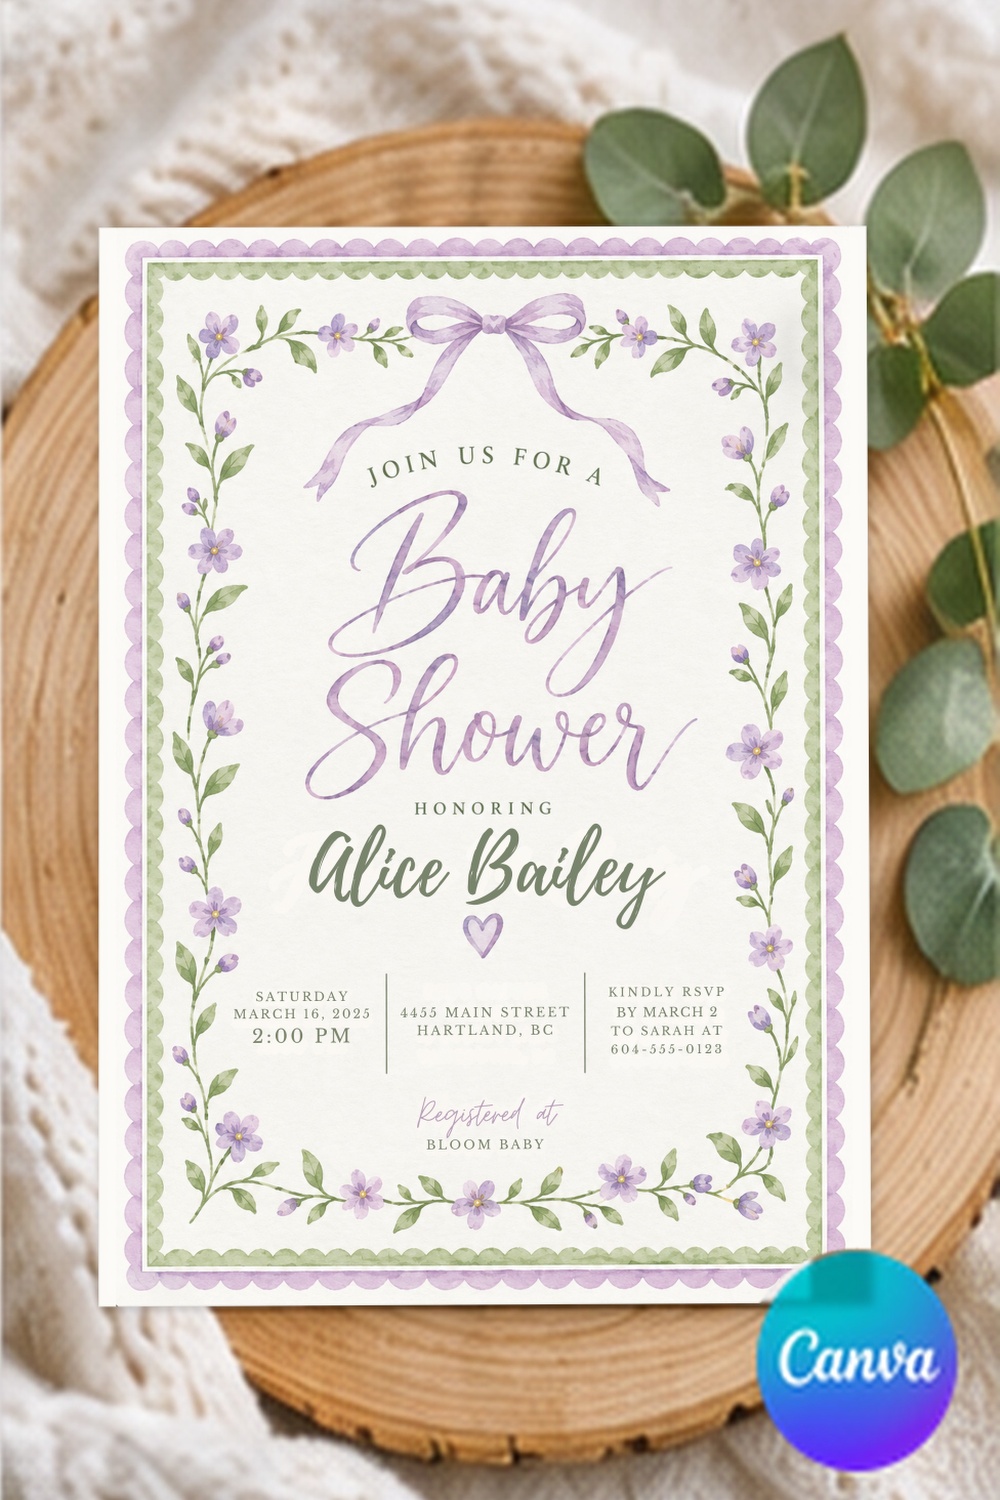 JOIN US FOR A
Baby
Shower
HONORING
Alice Bailey
SATURDAY
MARCH 16, 2025
2:00 PM
4455 MAIN STREET
HARTLAND, BC
KINDLY RSVP
BY MARCH 2
TO SARAH AT
604-555-0123
Registered at
BLOOM BABY
Canva